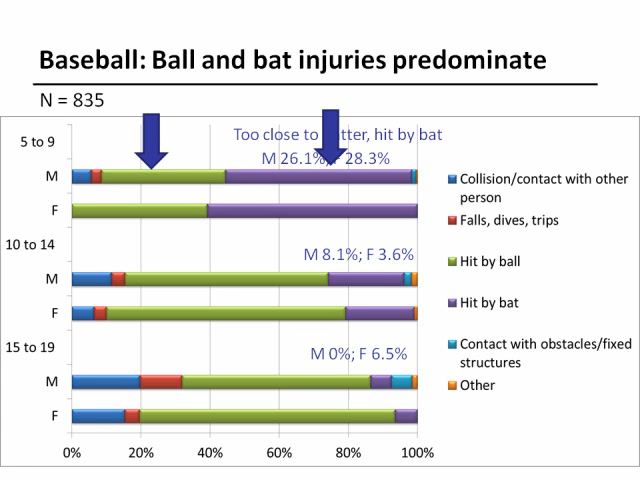 Baseball: Ball and bat injuries predominate
N = 835
Too close to tter, hit by bat
M 26.1% F 28.3%
5 to 9
M
F
10 to 14
M 8.1%; F 3.6%
M
F
15 to 19
M 0%; F 6.5%
M
F
0%
20%
40%
60%
80%
100%
Collision/contact with other
person
Falls, dives, trips
Hit by ball
Hit by bat
Contact with obstacles/fixed
structures
Other